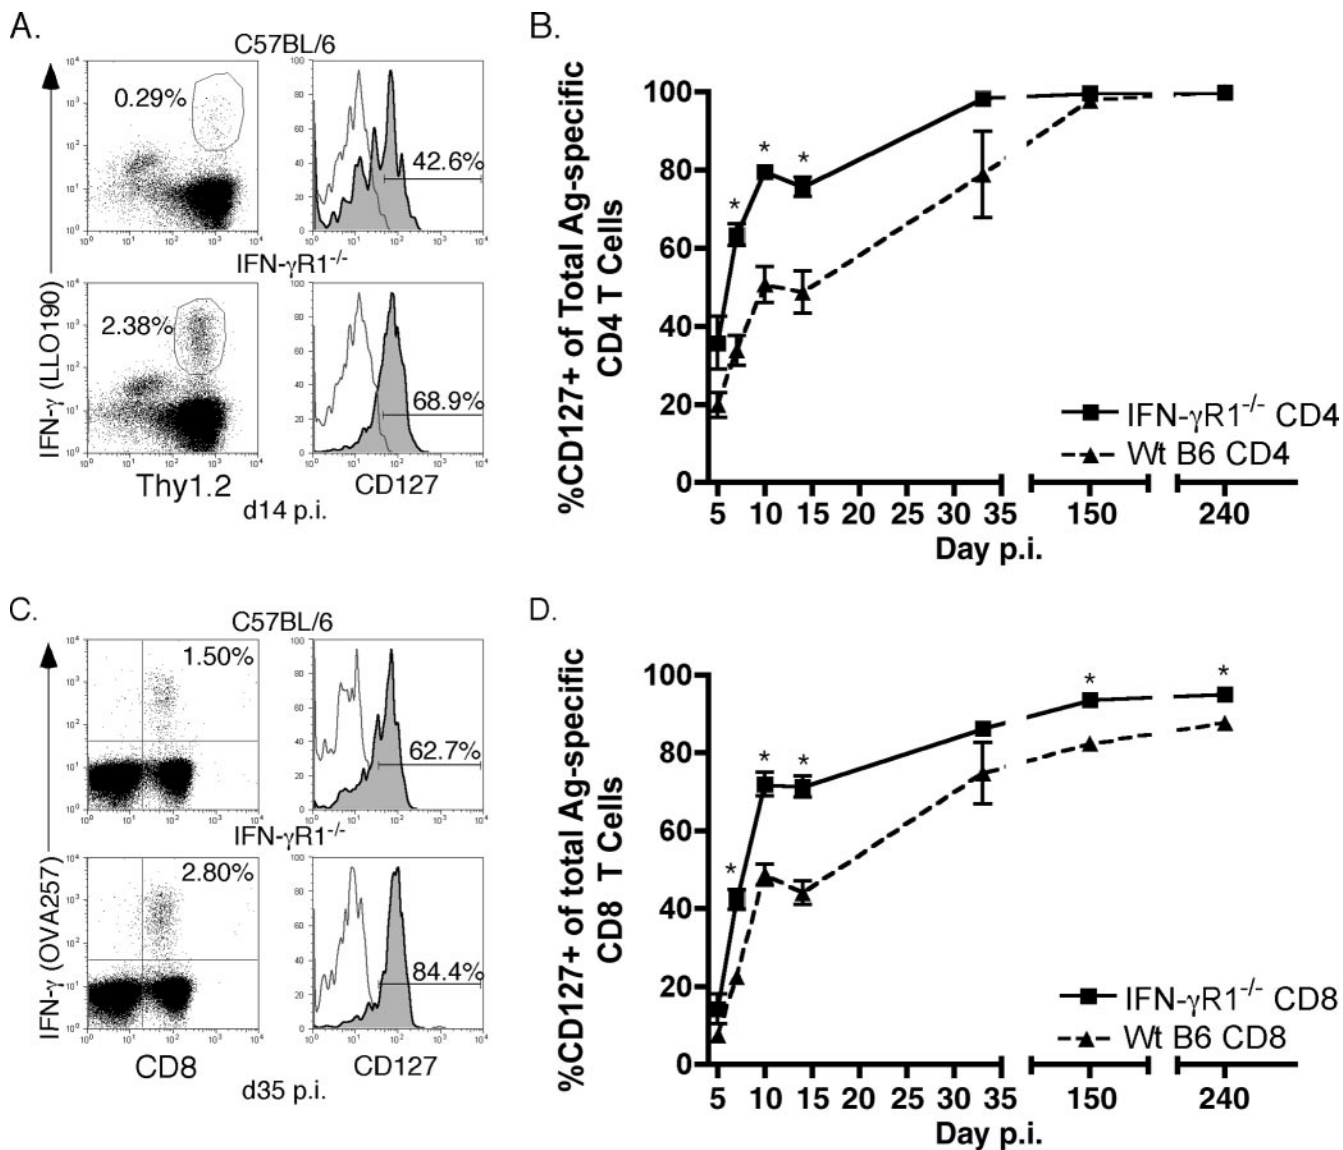 A.
C57BL/6
0.29%
42.6%
IFN-γR1-/-
2.38%
68.9%
IFN-γ (LLO190)
Thy1.2
CD127
d14 p.i.
B.
%CD127+ of Total Ag-specific
CD4 T Cells
100
80
60
40
20
0
* * *
IFN-γR1-/- CD4
Wt B6 CD4
5 10 15 20 25 30 35 150 240
Day p.i.
C.
C57BL/6
1.50%
62.7%
IFN-γR1-/-
2.80%
84.4%
IFN-γ (OVA257)
CD8
CD127
d35 p.i.
D.
%CD127+ of total Ag-specific
CD8 T Cells
100
80
60
40
20
0
* * * * *
IFN-γR1-/- CD8
Wt B6 CD8
5 10 15 20 25 30 35 150 240
Day p.i.